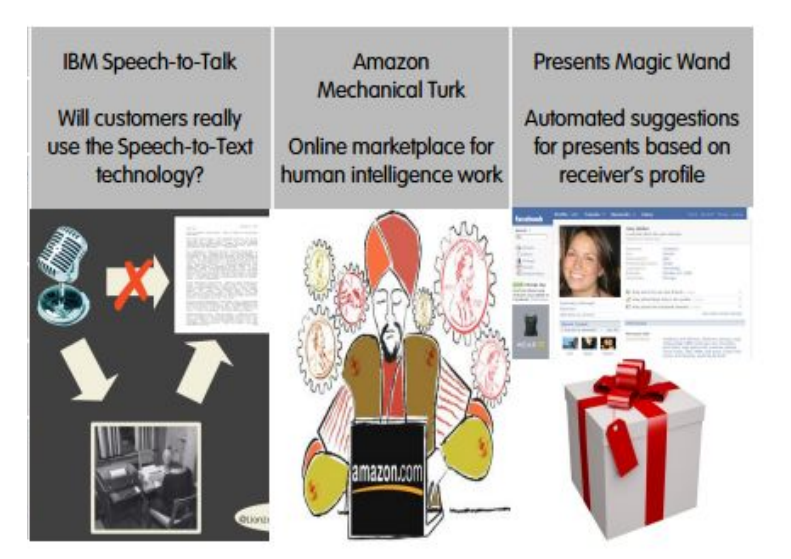 IBM Speech-to-Talk
Will customers really
use the Speech-to-Text
technology?
Amazon
Mechanical Turk
Online marketplace for
human intelligence work
Presents Magic Wand
Automated suggestions
for presents based on
receiver's profile
facebook
amazon.com